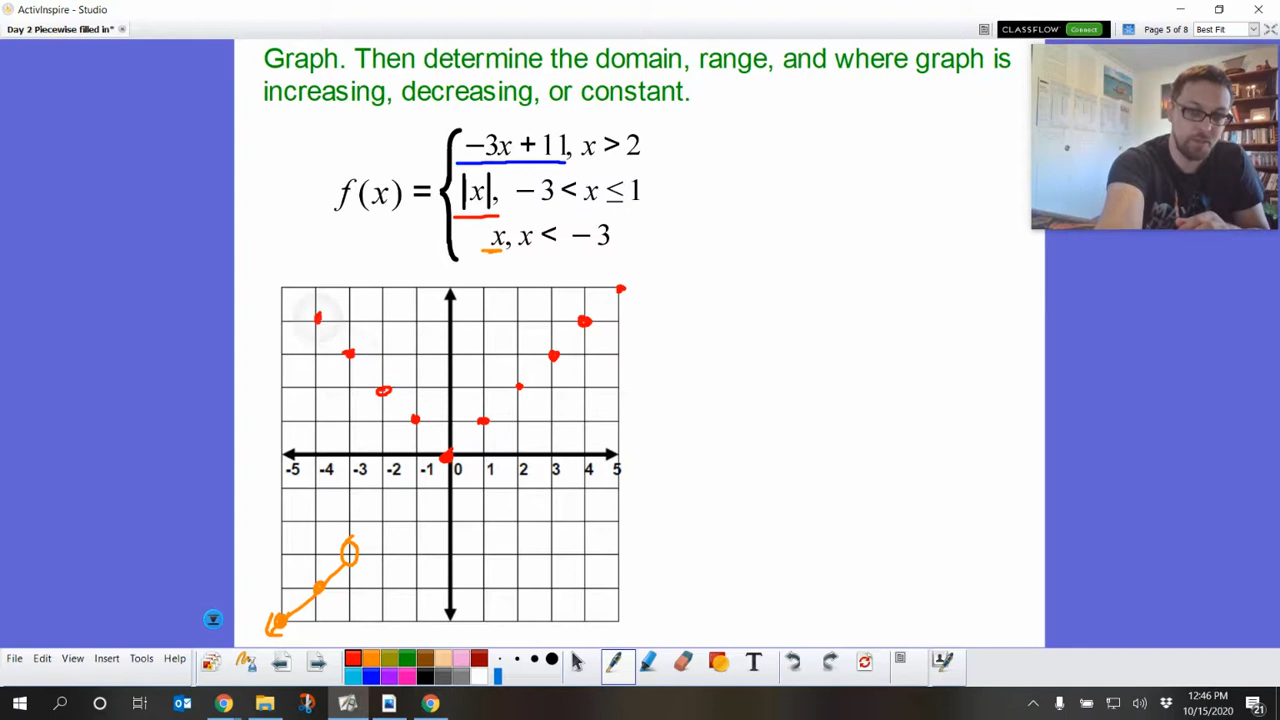 ActivInspire - Studio
Day 2 Piecewise filled in*
CLASSFLOW Connect
Page 5 of 8 Best Fit
Graph. Then determine the domain, range, and where graph is
increasing, decreasing, or constant.
−3x + 11, x > 2
f(x) = { |x|, −3 < x ≤ 1
x, x < −3
-5 -4 -3 -2 -1 0 1 2 3 4 5
File Edit View Insert Tools Help
T
12:46 PM
10/15/2020
21